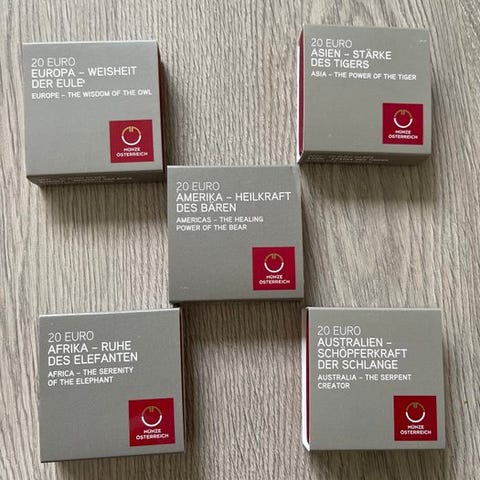 20 EURO
EUROPA – WEISHEIT
DER EULE
EUROPE – THE WISDOM OF THE OWL
MÜNZE
ÖSTERREICH
20 EURO
ASIEN – STÄRKE
DES TIGERS
ASIA – THE POWER OF THE TIGER
MÜNZE
ÖSTERREICH
20 EURO
AMERIKA – HEILKRAFT
DES BÄREN
AMERICAS – THE HEALING
POWER OF THE BEAR
MÜNZE
ÖSTERREICH
20 EURO
AFRIKA – RUHE
DES ELEFANTEN
AFRICA – THE SERENITY
OF THE ELEPHANT
MÜNZE
ÖSTERREICH
20 EURO
AUSTRALIEN –
SCHÖPFERKRAFT
DER SCHLANGE
AUSTRALIA – THE SERPENT
CREATOR
MÜNZE
ÖSTERREICH